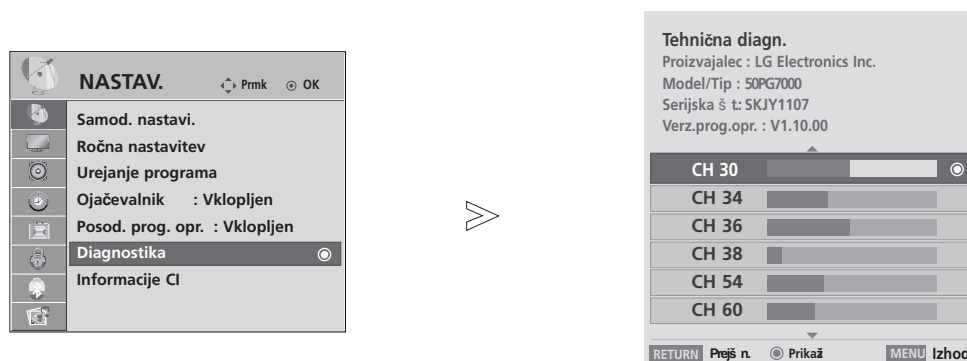 NASTAV. Prmk OK
Samod. nastavi.
Ročna nastavitev
Urejanje programa
Ojačevalnik : Vklopljen
Posod. prog. opr. : Vklopljen
Diagnostika
Informacije CI
Tehnična diagn.
Proizvajalec : LG Electronics Inc.
Model/Tip : 50PG7000
Serijska š t.: SKJY1107
Verz.prog.opr. : V1.10.00
CH 30
CH 34
CH 36
CH 38
CH 54
CH 60
RETURN Prejš n. Prikaž MENU Izhod